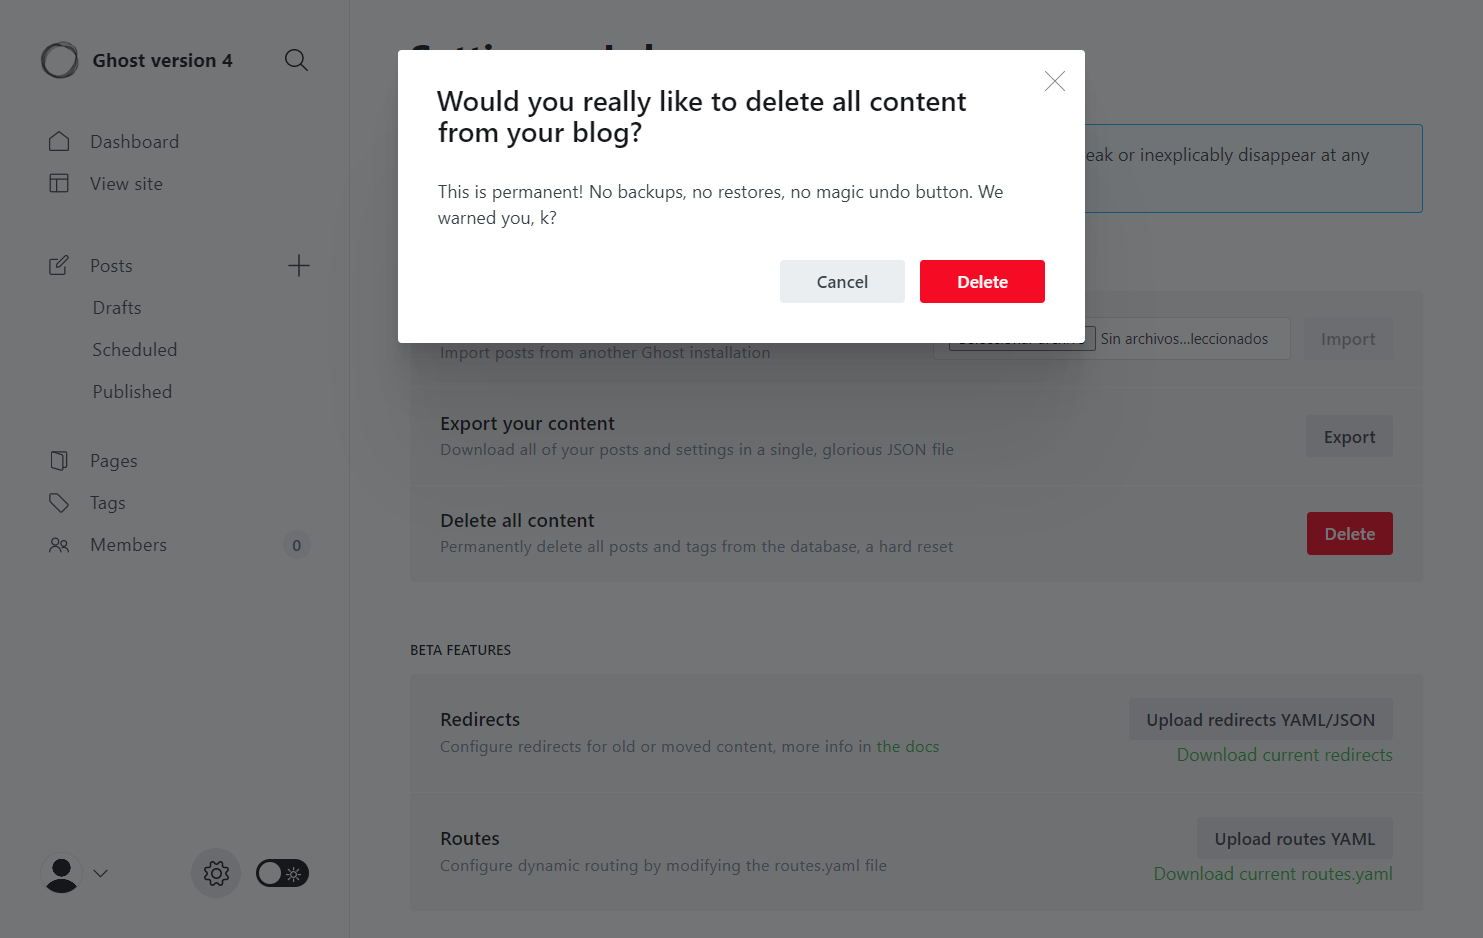 Ghost version 4
Dashboard
View site
Posts
Drafts
Scheduled
Published
Pages
Tags
Members
0
Would you really like to delete all content
from your blog?
This is permanent! No backups, no restores, no magic undo button. We
warned you, k?
Cancel
Delete
eak or inexplicably disappear at any
Import posts from another Ghost installation
Sin archivos...leccionados
Import
Export your content
Download all of your posts and settings in a single, glorious JSON file
Export
Delete all content
Permanently delete all posts and tags from the database, a hard reset
Delete
BETA FEATURES
Redirects
Configure redirects for old or moved content, more info in the docs
Upload redirects YAML/JSON
Download current redirects
Routes
Configure dynamic routing by modifying the routes.yaml file
Upload routes YAML
Download current routes.yaml